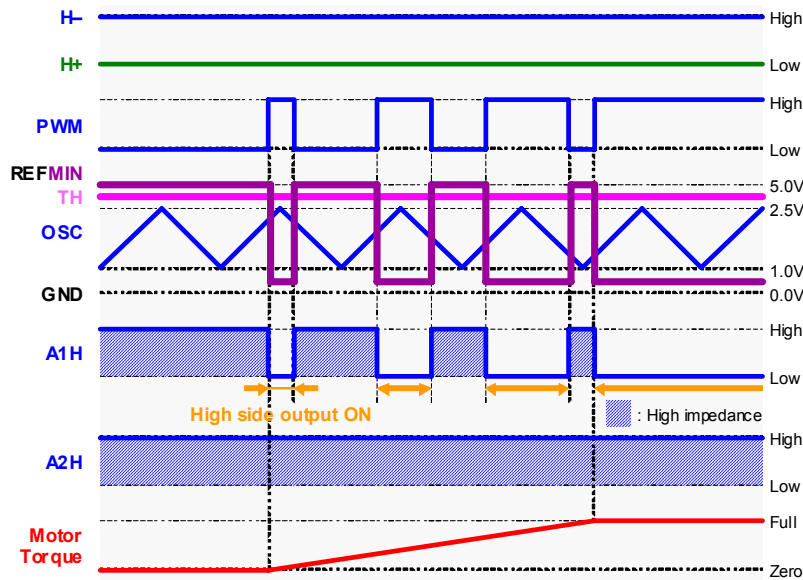 H– High
H+ Low
High
PWM
Low
REFMIN
5.0V
TH
2.5V
OSC
1.0V
GND
0.0V
High
A1H
Low
High side output ON
: High impedance
High
A2H
Low
Full
Motor
Torque
Zero